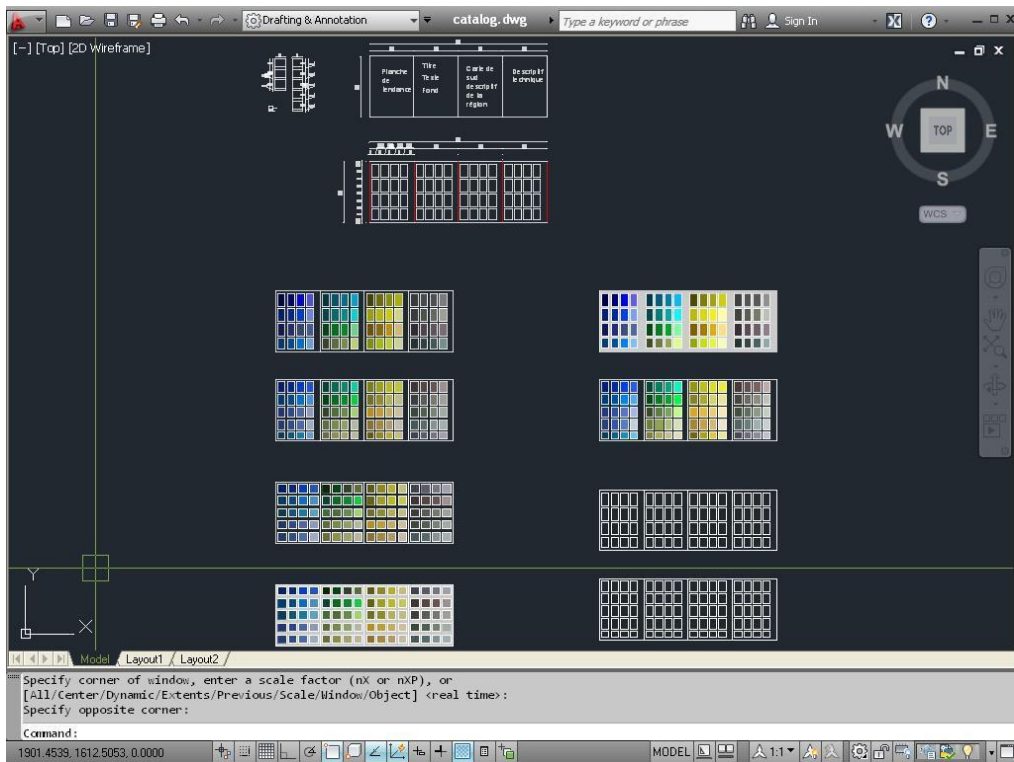 Drafting & Annotation
catalog.dwg
Type a keyword or phrase
Sign In
[–] [Top] [2D Wireframe]
Planche de tendance
Titre Texte Fond
Carte de sud descriptif de la région
Descriptif technique
N
W TOP E
S
WCS
Y
X
Model Layout1 Layout2
Specify corner of window, enter a scale factor (nX or nXP), or
[All/Center/Dynamic/Extents/Previous/Scale/Window/Object] <real time>:
Specify opposite corner:
Command:
1901.4539, 1612.5053, 0.0000
MODEL
1:1